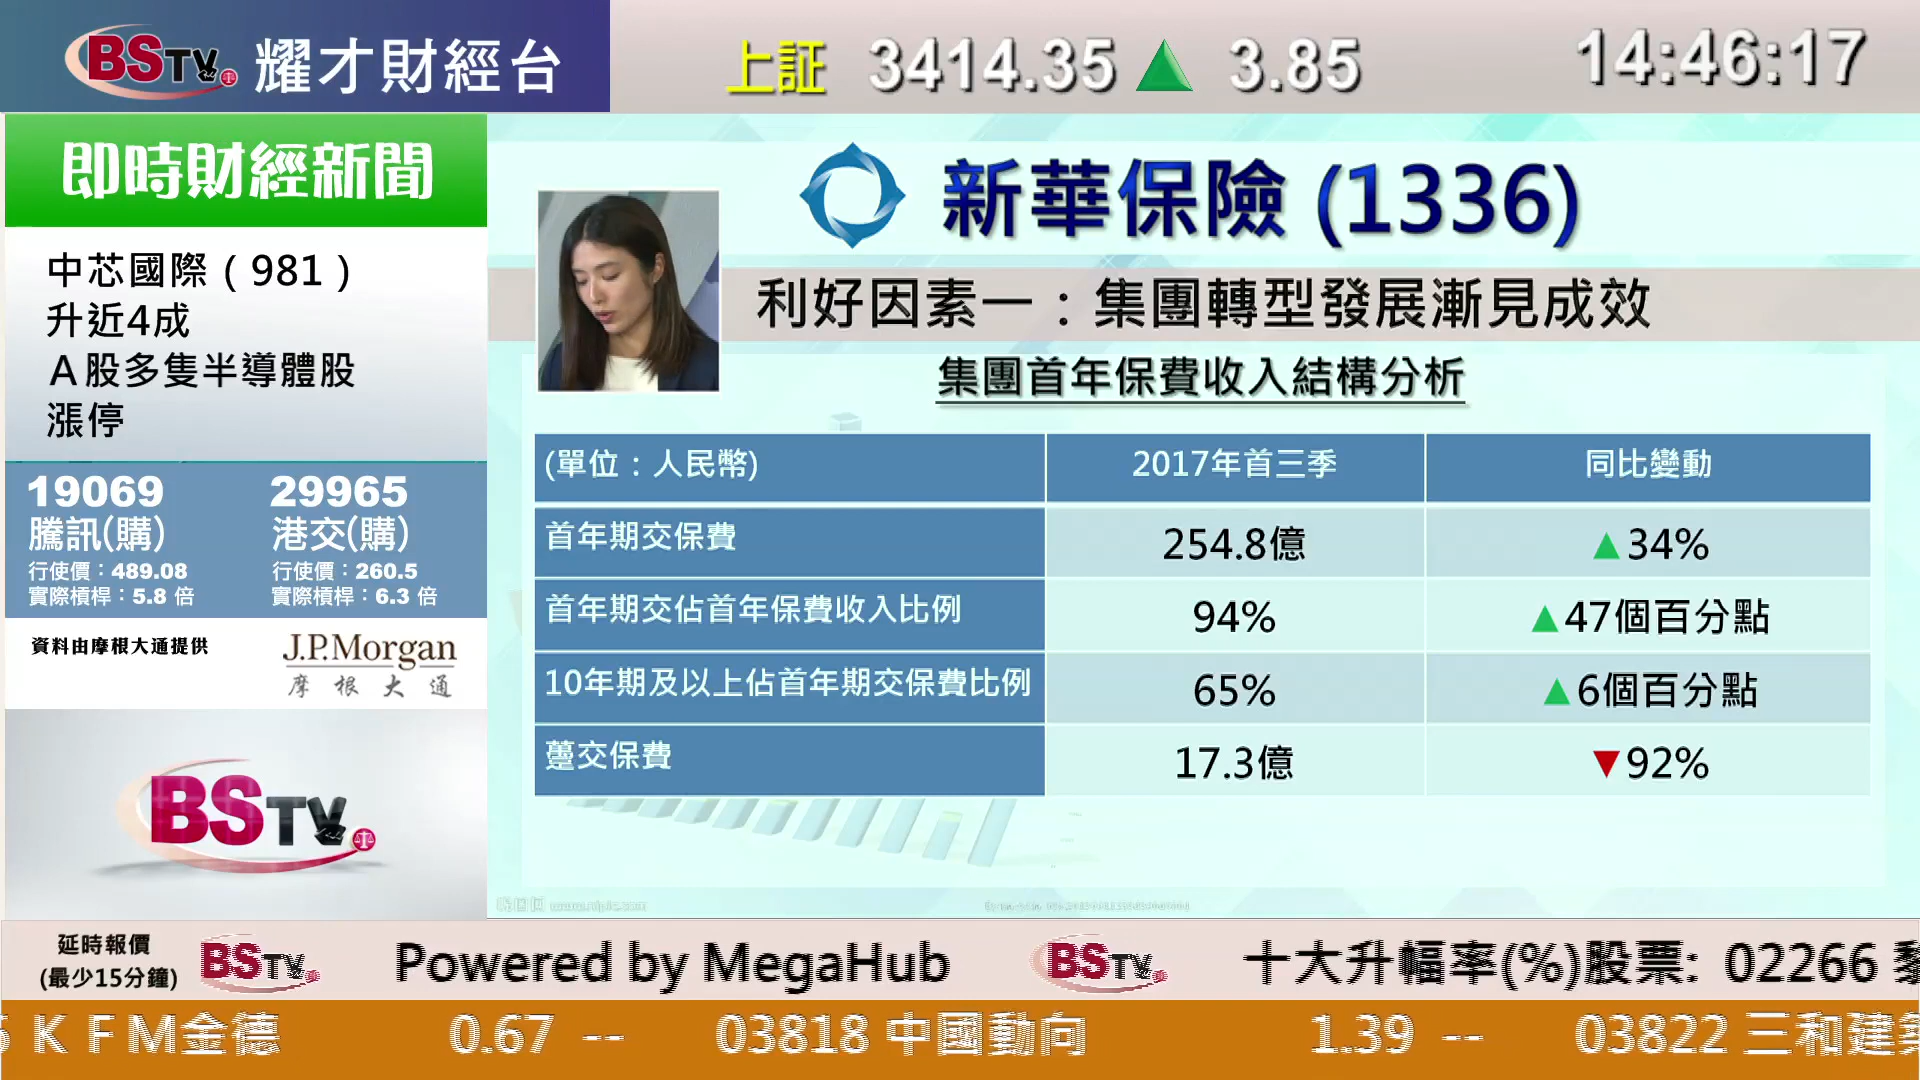 BSTV 耀才財經台
上証 3414.35 ▲ 3.85
14:46:17
即時財經新聞
中芯國際(981)
升近4成
A股多隻半導體股
漲停
19069
騰訊(購)
行使價:489.08
實際槓桿:5.8 倍
29965
港交(購)
行使價:260.5
實際槓桿:6.3 倍
資料由摩根大通提供
J.P.Morgan
摩根大通
BSTV
新華保險 (1336)
利好因素一:集團轉型發展漸見成效
集團首年保費收入結構分析
(單位:人民幣) 2017年首三季 同比變動
首年期交保費 254.8億 ▲34%
首年期交佔首年保費收入比例 94% ▲47個百分點
10年期及以上佔首年期交保費比例 65% ▲6個百分點
躉交保費 17.3億 ▼92%
延時報價
(最少15分鐘)
BSTV Powered by MegaHub BSTV 十大升幅率(%)股票: 02266
K F M金德 0.67 -- 03818 中國動向 1.39 -- 03822 三和建